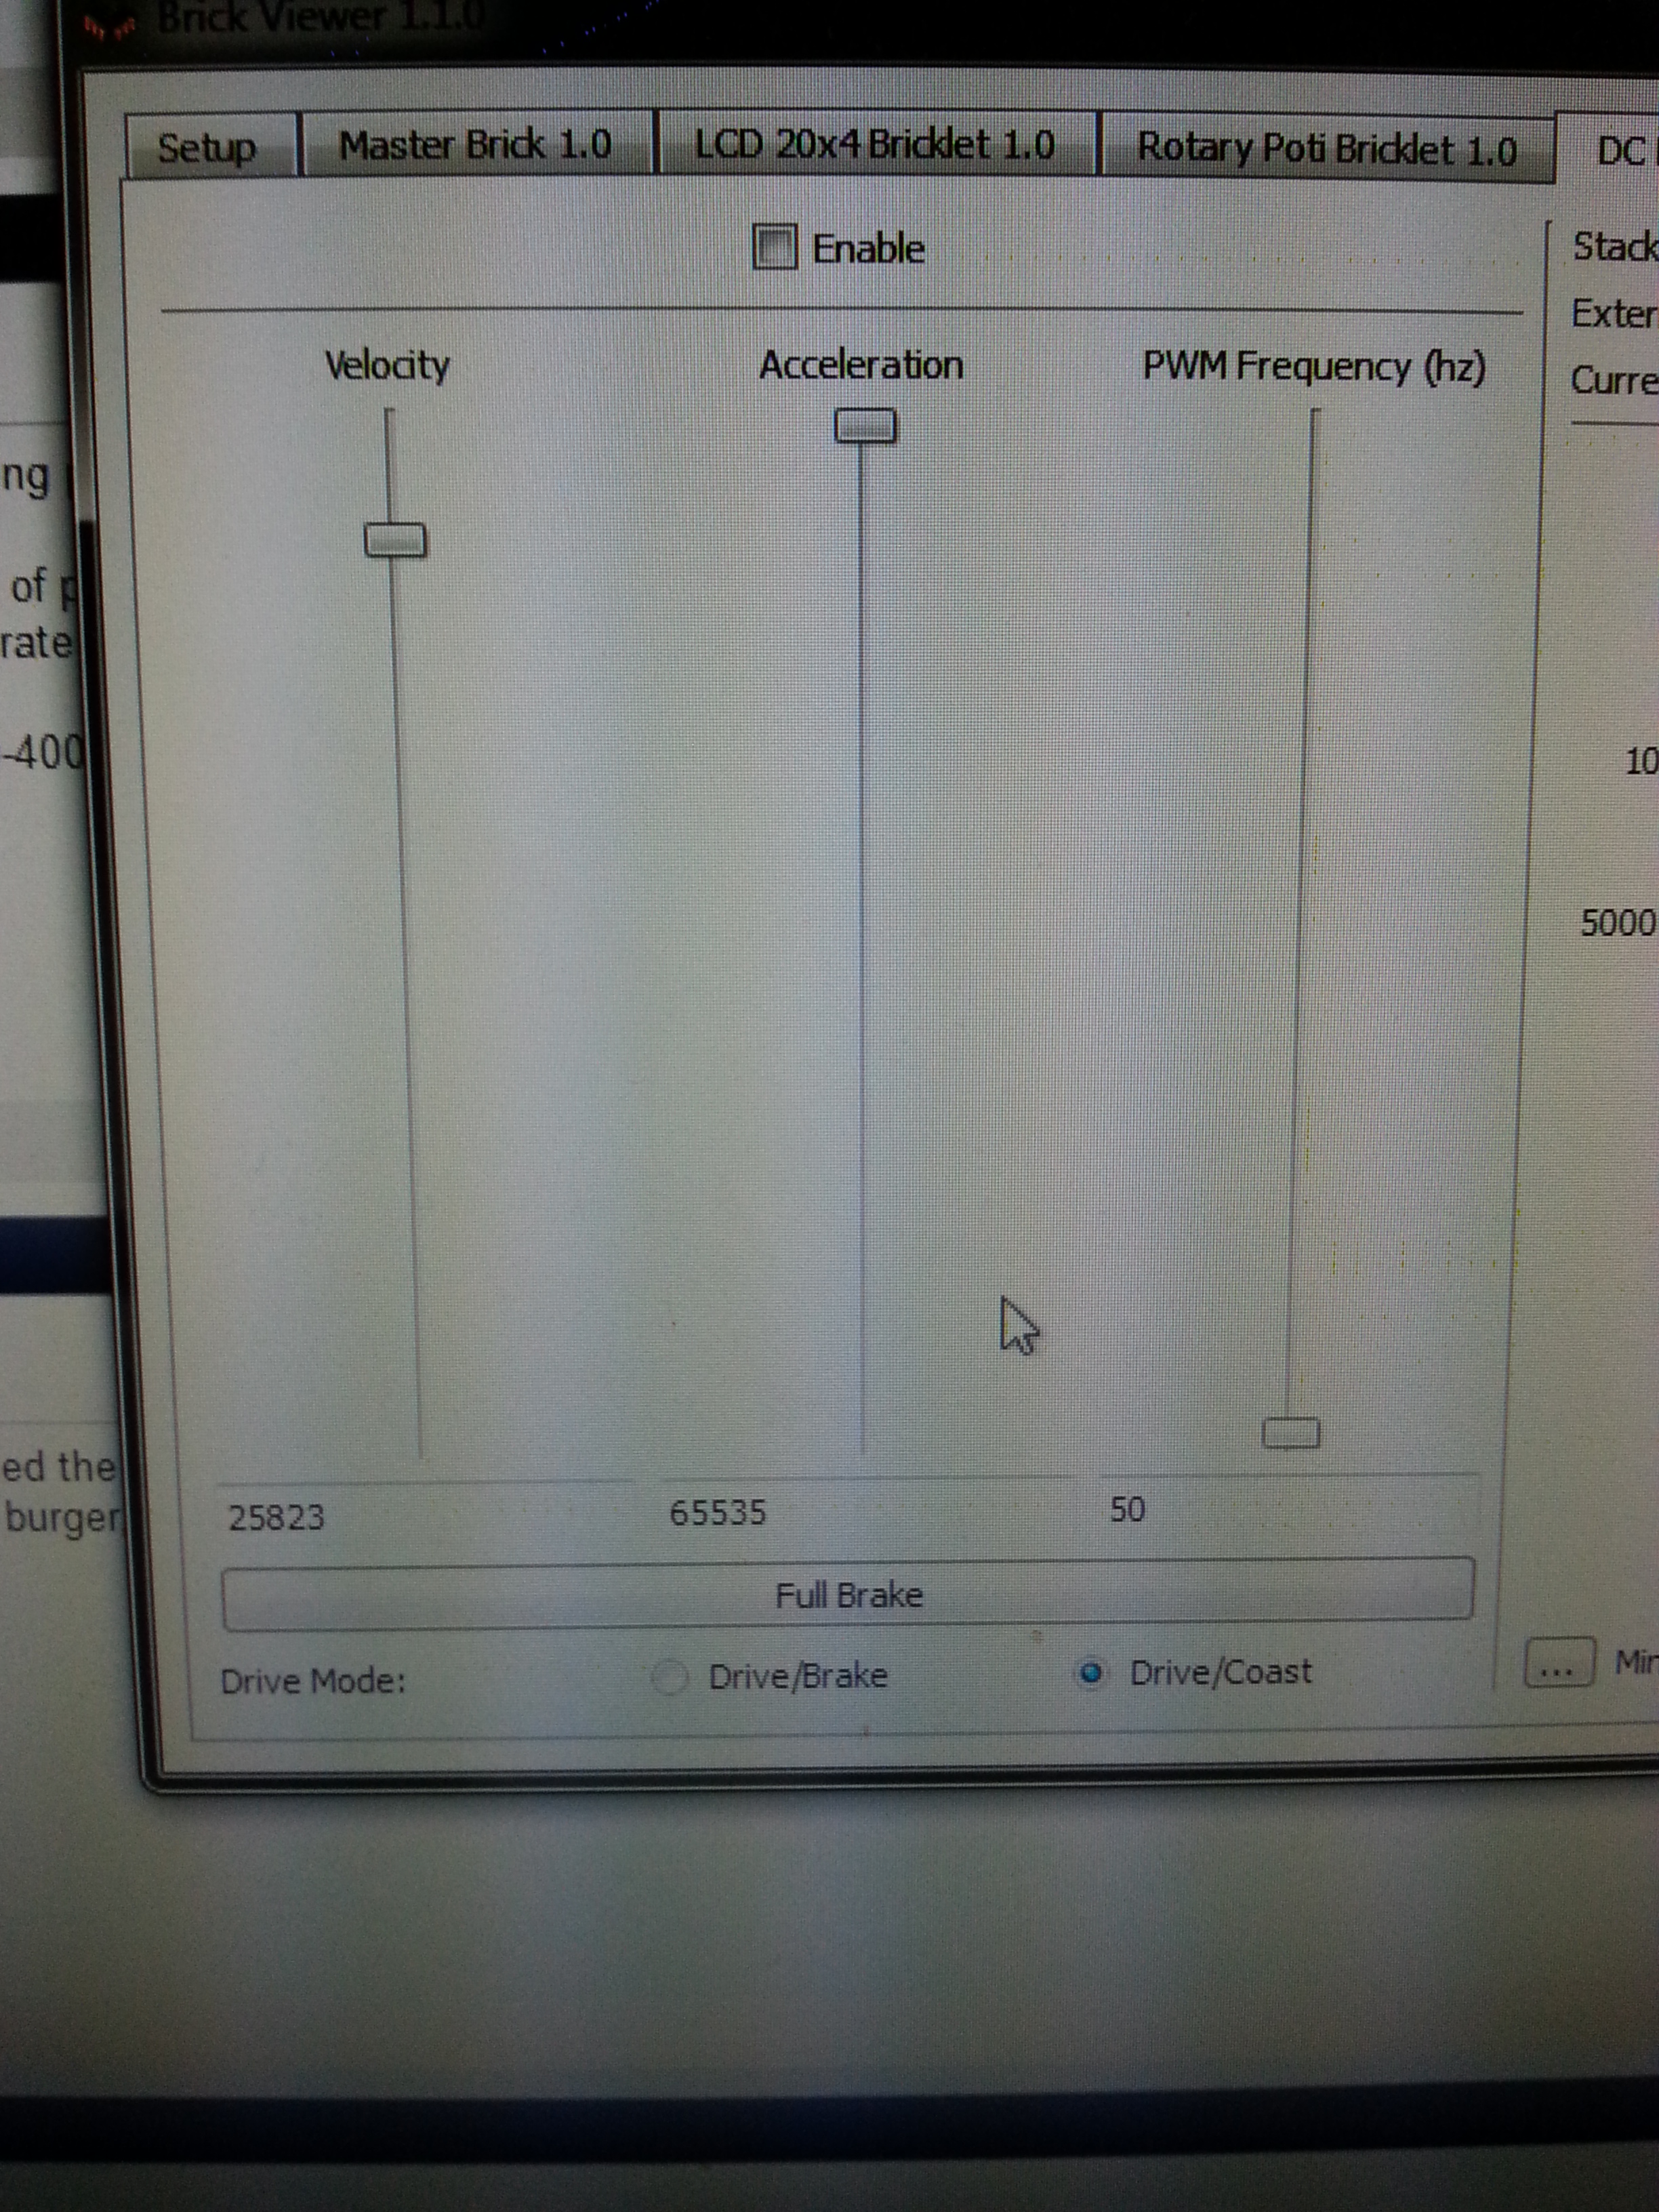 Brick Viewer 1.1.0
Setup Master Brick 1.0 LCD 20x4 Bricklet 1.0 Rotary Poti Bricklet 1.0 DC
Enable
Stack
Exter
Velocity Acceleration PWM Frequency (hz)
Curre
ng
of p
rate
-400
10
5000
ed the
burger
25823 65535 50
Full Brake
Drive Mode: Drive/Brake Drive/Coast
... Min